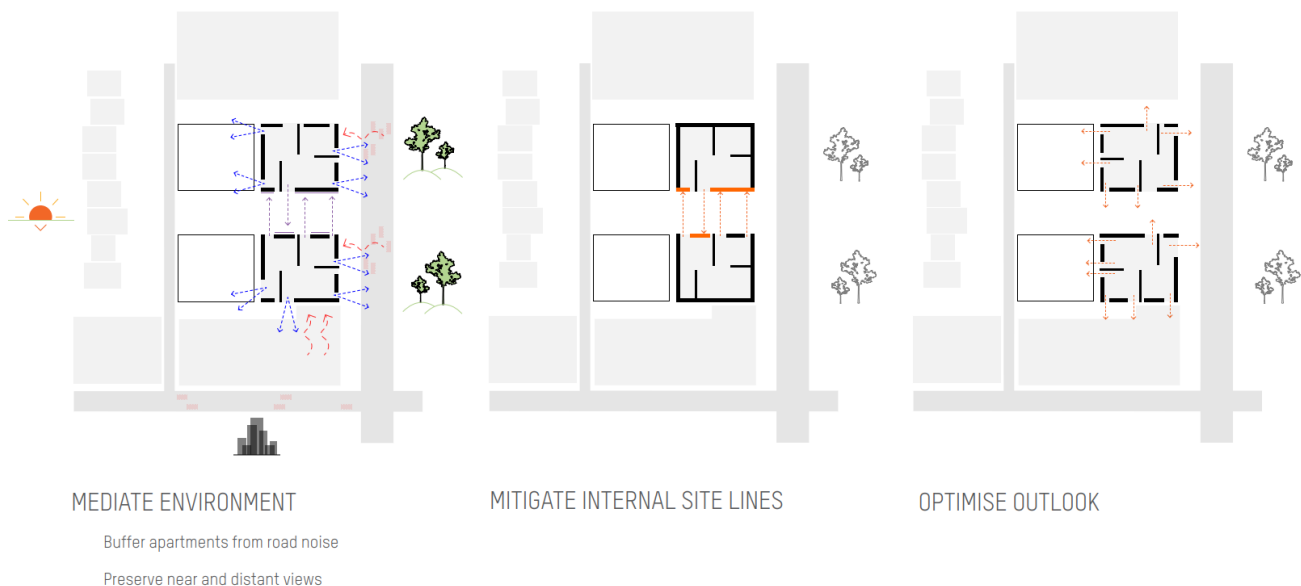 MEDIATE ENVIRONMENT
Buffer apartments from road noise
Preserve near and distant views
MITIGATE INTERNAL SITE LINES
OPTIMISE OUTLOOK